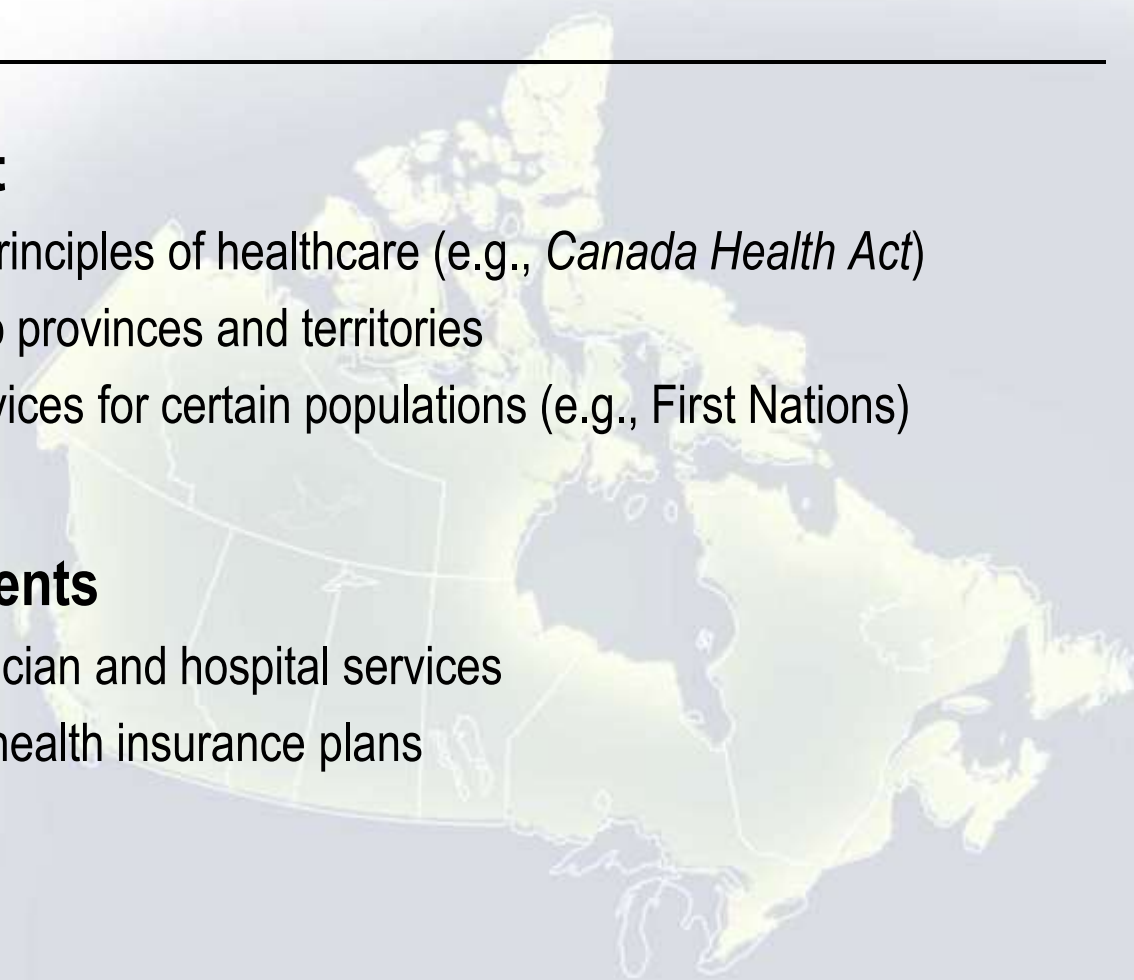 t
rinciples of healthcare (e.g., Canada Health Act)
o provinces and territories
vices for certain populations (e.g., First Nations)
ents
cian and hospital services
health insurance plans